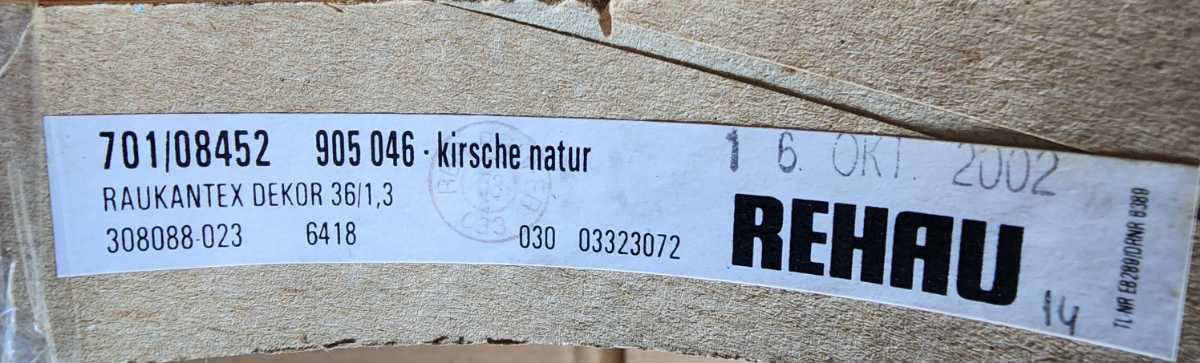 701/08452 905 046 · kirsche natur
RAUKANTEX DEKOR 36/1,3
308088-023 6418 030 03323072
16. OKT. 2002
REHAU
14